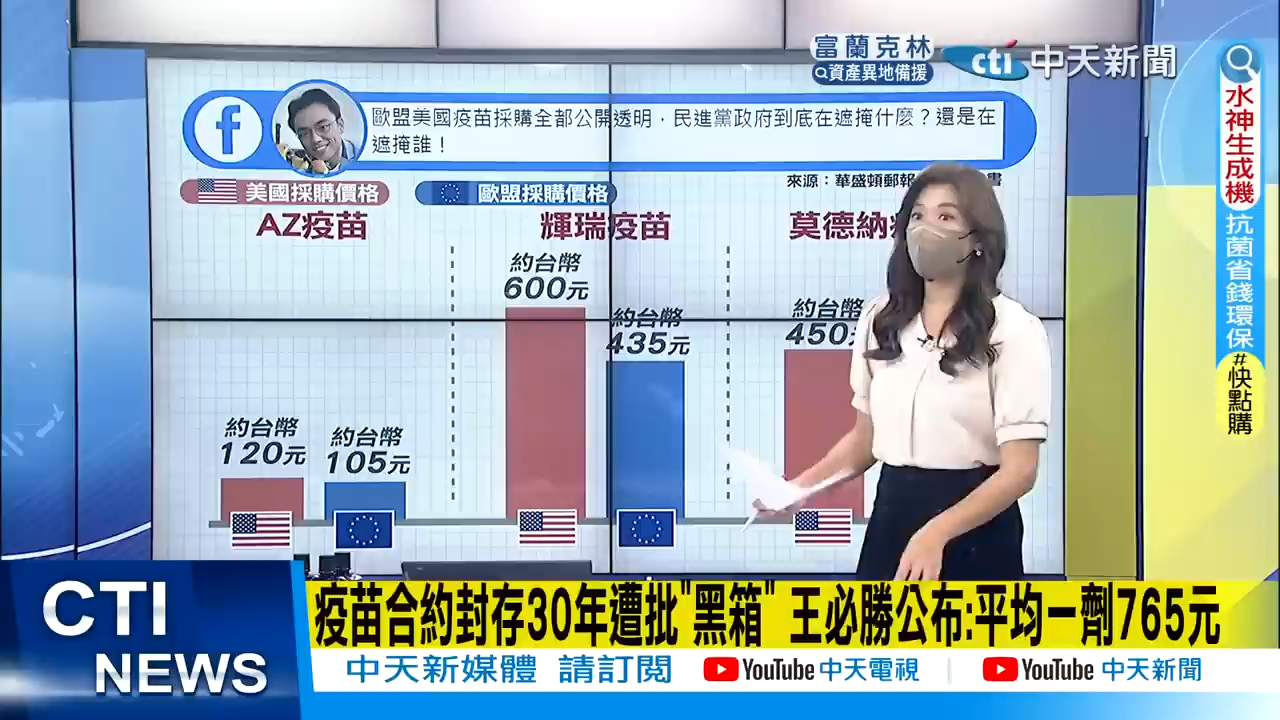 富蘭克林
資產異地備援
cti 中天新聞
水神生成機
抗菌省錢環保
#快點購
歐盟美國疫苗採購全部公開透明，民進黨政府到底在遮掩什麼？還是在
遮掩誰！
來源：華盛頓郵報
美國採購價格
歐盟採購價格
AZ疫苗
輝瑞疫苗
莫德納
約台幣
120元
約台幣
105元
約台幣
600元
約台幣
435元
約台幣
450
疫苗合約封存30年遭批"黑箱" 王必勝公布:平均一劑765元
CTI
NEWS
中天新媒體 請訂閱 YouTube 中天電視 YouTube 中天新聞